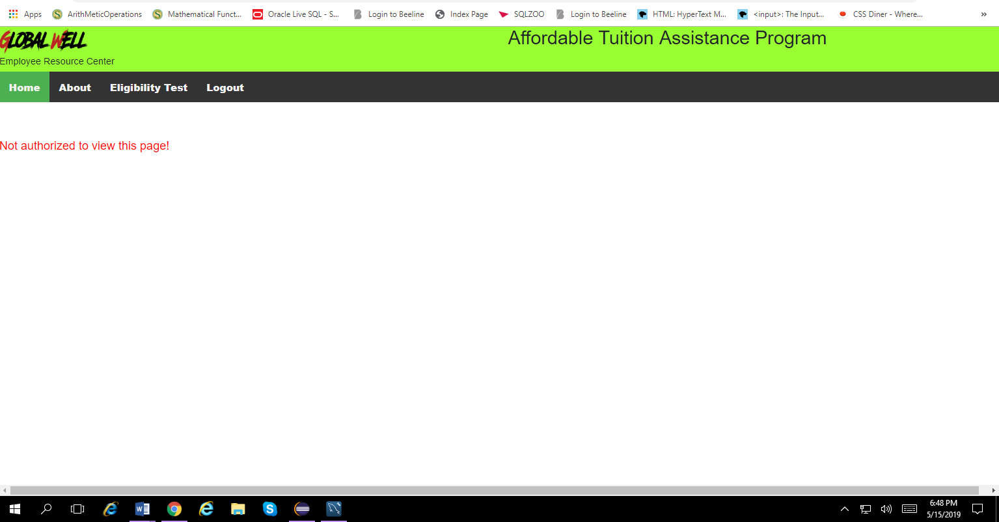 Apps ArithMeticOperations Mathematical Funct... Oracle Live SQL - S... Login to Beeline Index Page SQLZOO Login to Beeline HTML: HyperText M... <input>: The Input... CSS Diner - Where... »
GLOBAL WELL
Affordable Tuition Assistance Program
Employee Resource Center
Home About Eligibility Test Logout
Not authorized to view this page!
6:48 PM
5/15/2019